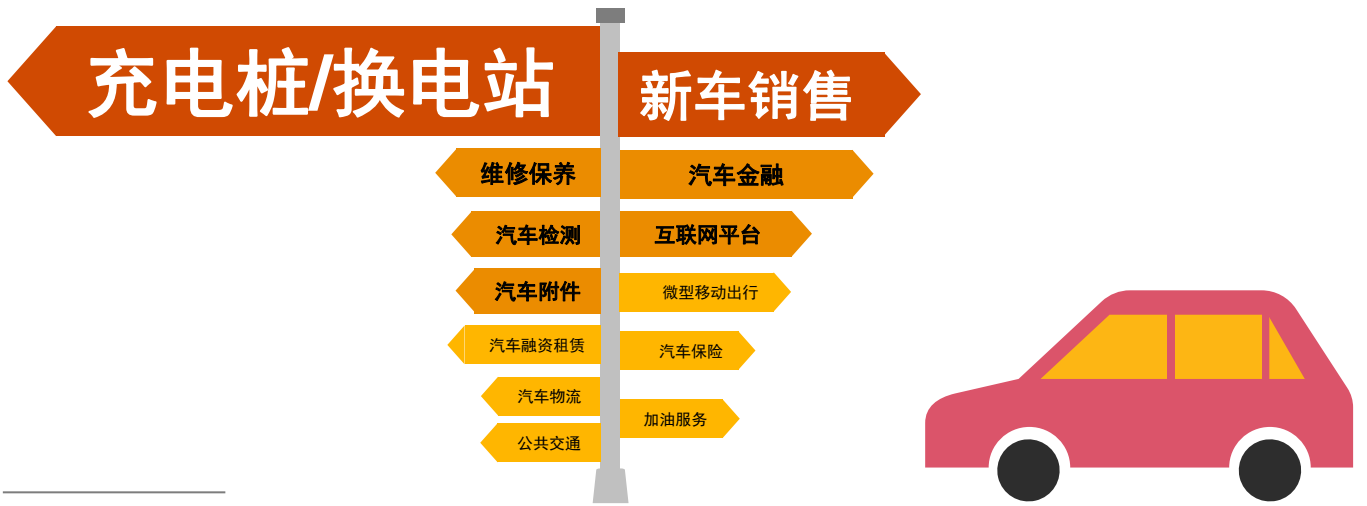 充电桩/换电站
新车销售
维修保养
汽车金融
汽车检测
互联网平台
汽车附件
微型移动出行
汽车融资租赁
汽车保险
汽车物流
加油服务
公共交通